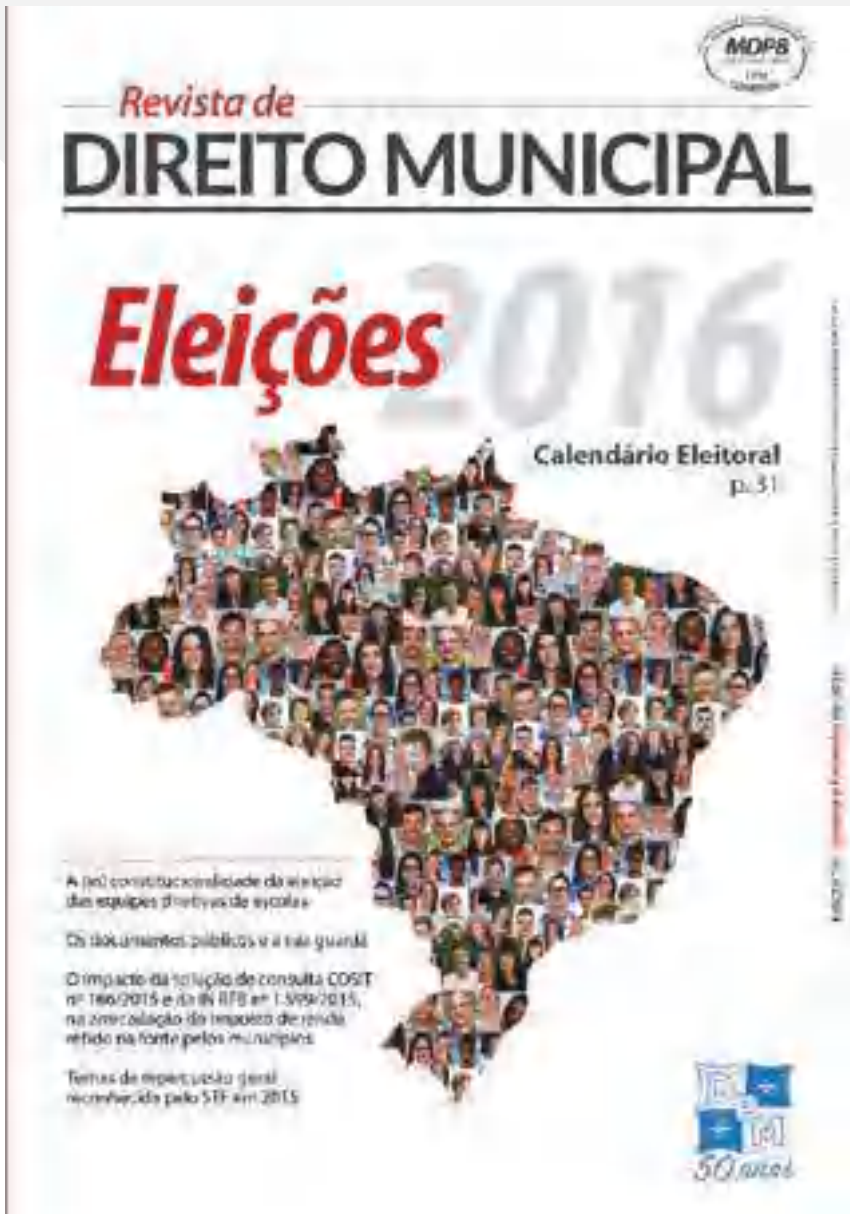 MDPB
Revista de
DIREITO MUNICIPAL
Eleições 2016
Calendário Eleitoral
p. 31
A (in) constitucionalidade da eleição
das equipes diretivas de escolas
Os documentos públicos e a sua guarda
O impacto da solução de consulta COSIT
nº 166/2015 e da IN RFB nº 1.599/2015,
na arrecadação do imposto de renda
retido na fonte pelos municípios
Temas de repercussão geral
reconhecida pelo STF em 2015
50 anos